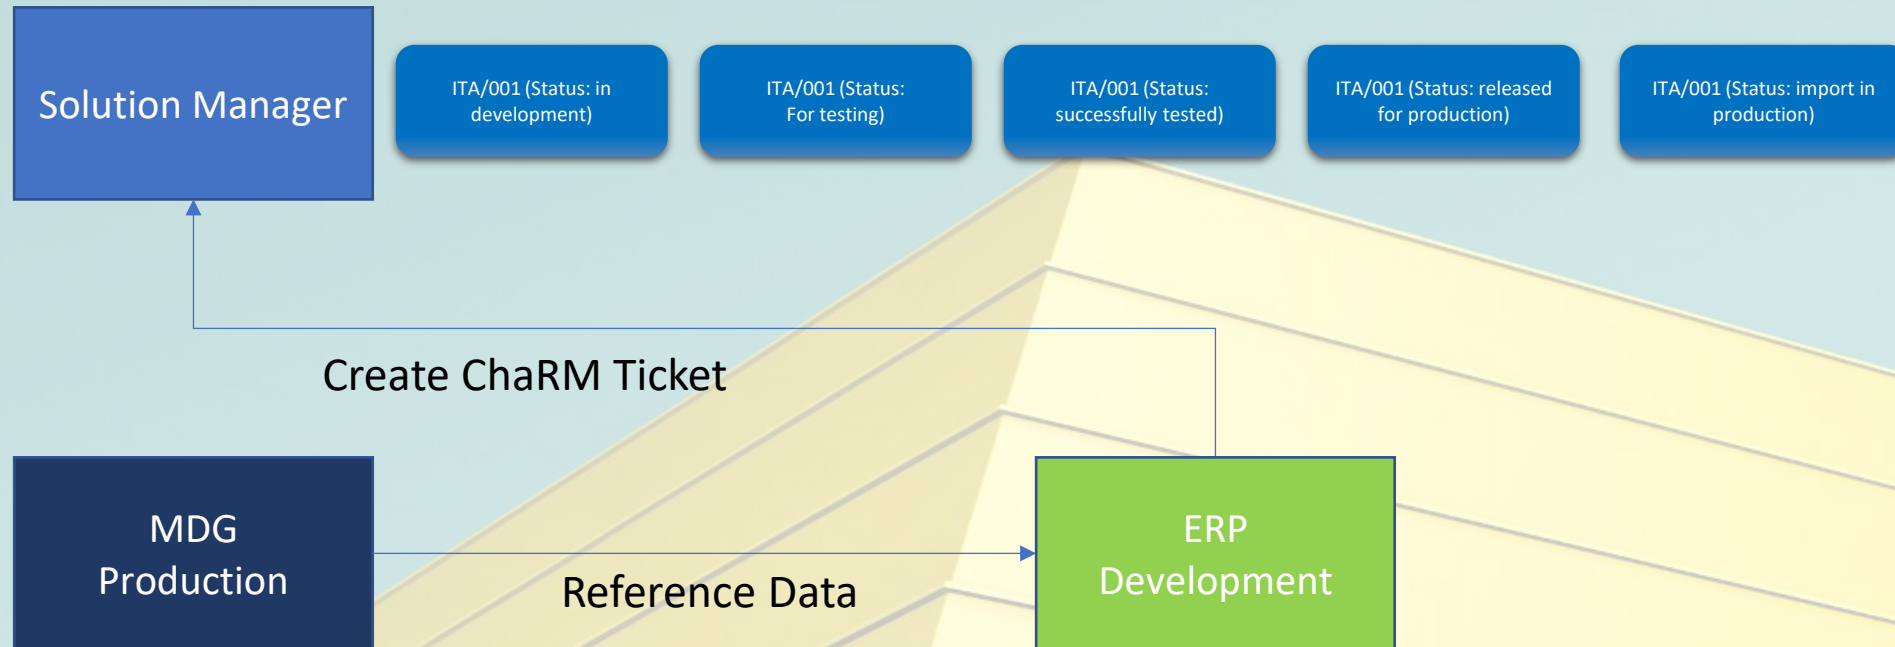 Solution Manager
ITA/001 (Status: in
development)
ITA/001 (Status:
For testing)
ITA/001 (Status:
successfully tested)
ITA/001 (Status: released
for production)
ITA/001 (Status: import in
production)
Create ChaRM Ticket
MDG
Production
Reference Data
ERP
Development